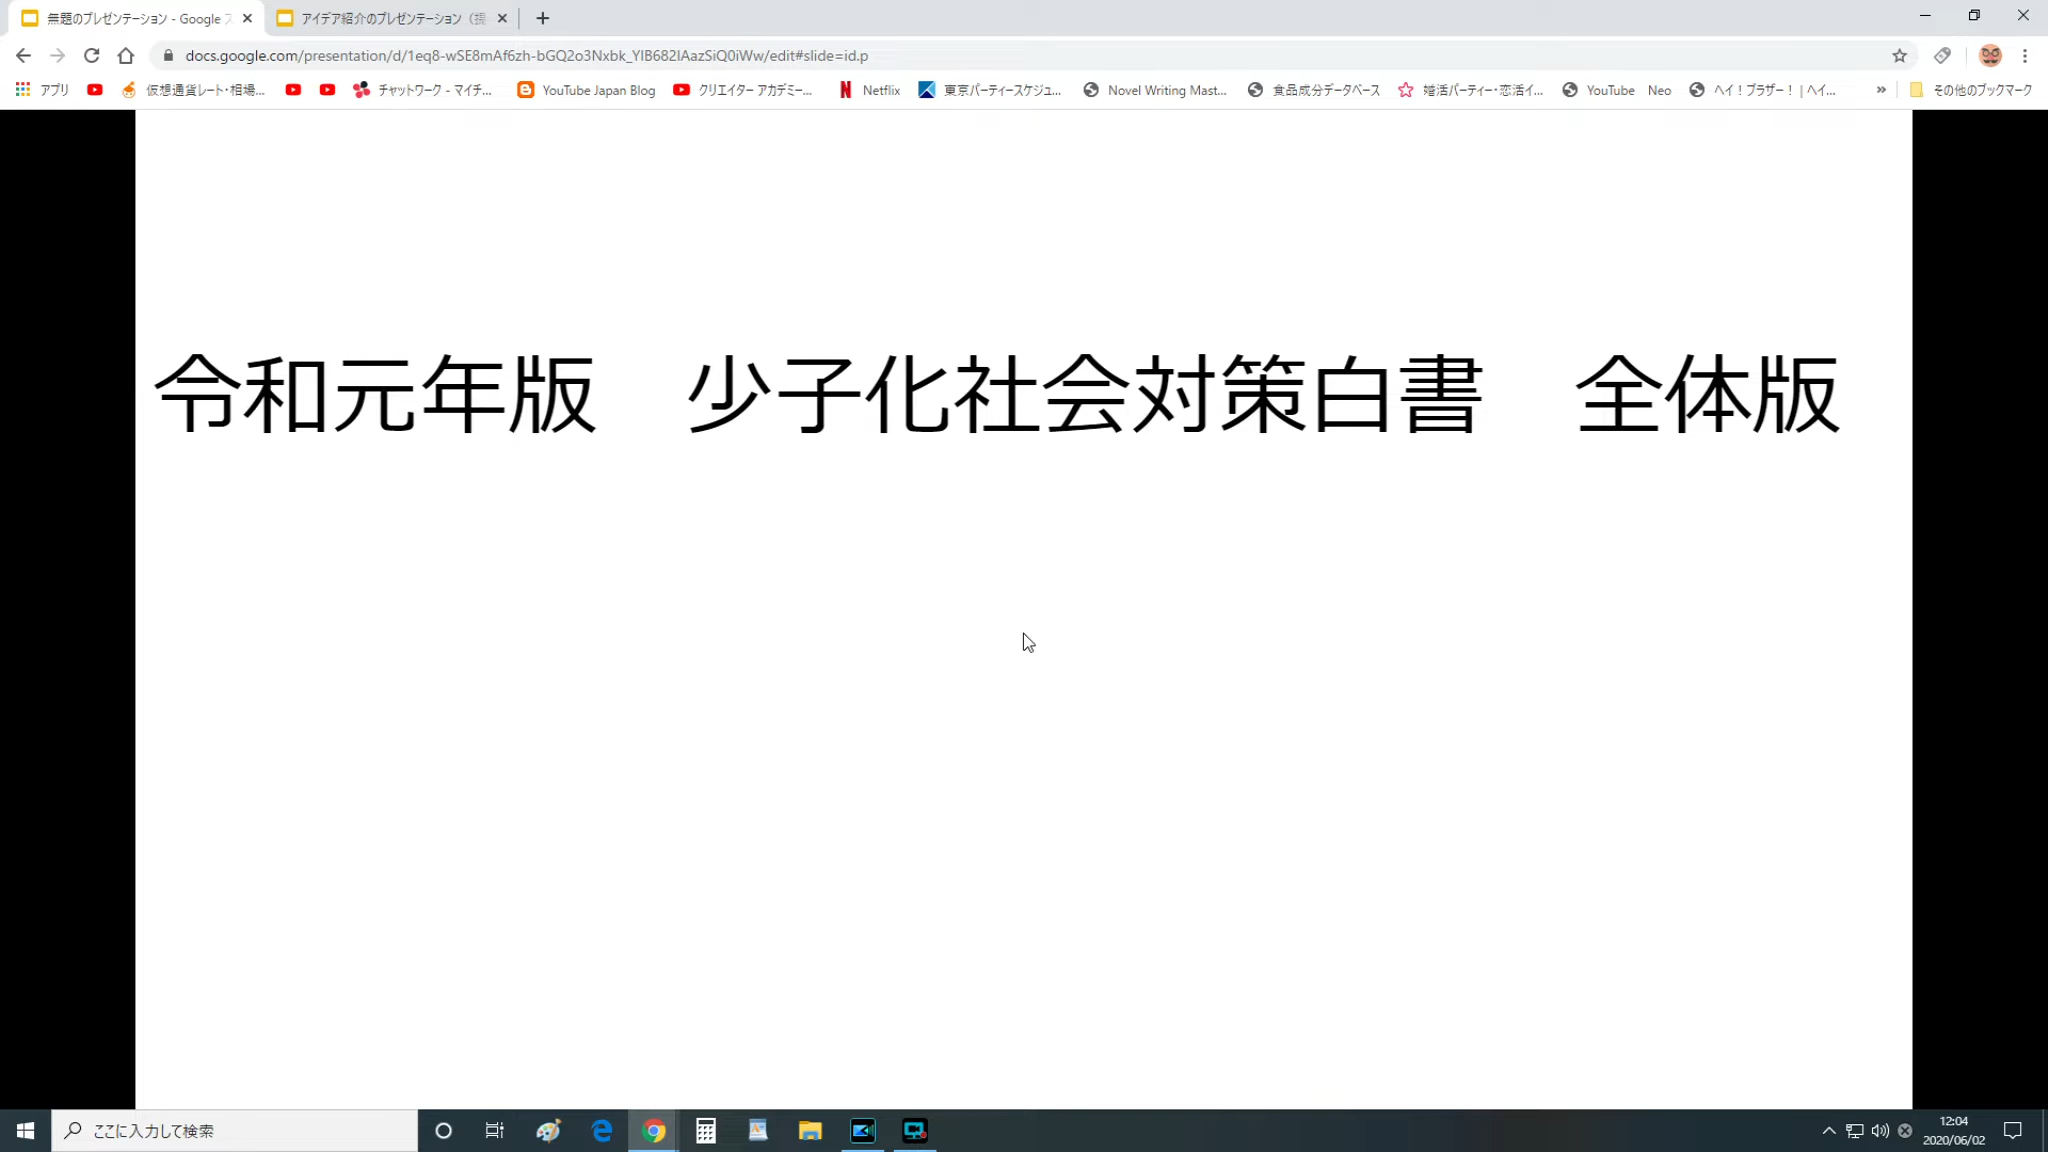 無題のプレゼンテーション - Google ス
アイデア紹介のプレゼンテーション（提
docs.google.com/presentation/d/1eq8-wSE8mAf6zh-bGQ2o3Nxbk_YlB682lAazSiQ0iWw/edit#slide=id.p
アプリ 仮想通貨レート・相場... チャットワーク - マイチ... YouTube Japan Blog クリエイター アカデミー... Netflix 東京パーティースケジュ... Novel Writing Mast... 食品成分データベース 婚活パーティー・恋活イ... YouTube Neo ヘイ！ブラザー！ | ヘイ... » その他のブックマーク
令和元年版　少子化社会対策白書　全体版
ここに入力して検索
12:04
2020/06/02